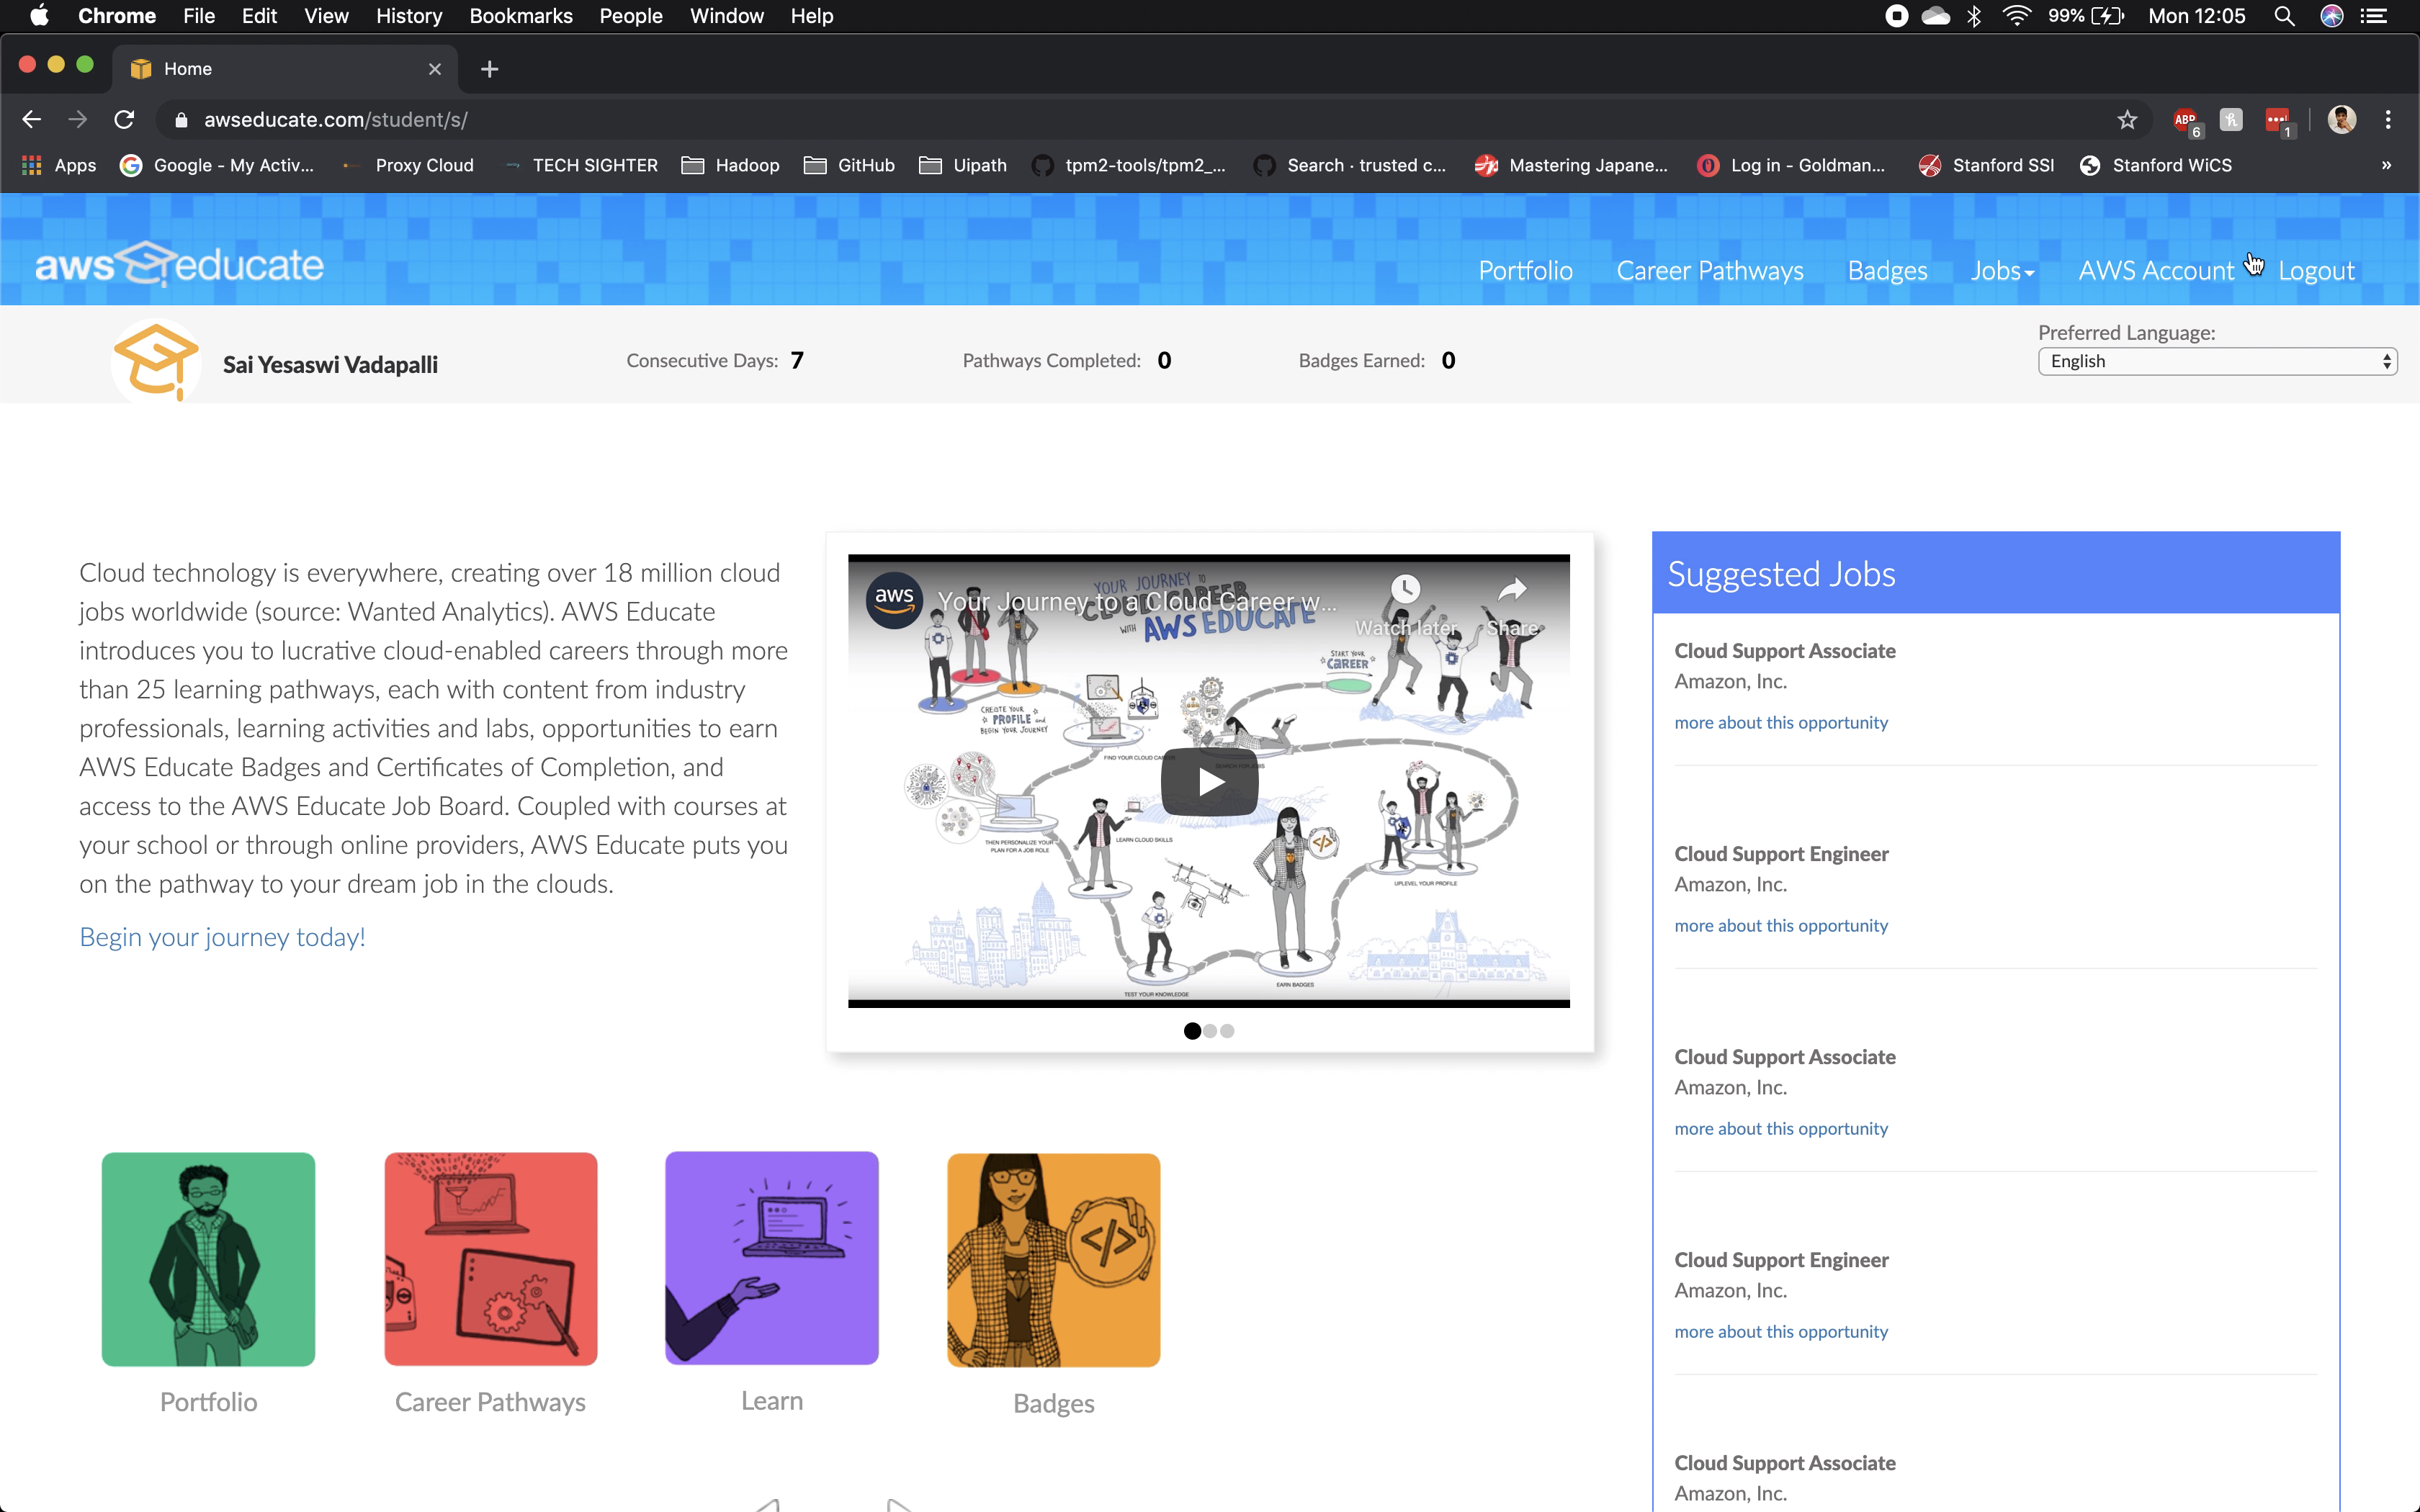 Chrome File Edit View History Bookmarks People Window Help 99% Mon 12:05
Home
awseducate.com/student/s/
ABP 6 1
Apps Google - My Activ... Proxy Cloud TECH SIGHTER Hadoop GitHub Uipath tpm2-tools/tpm2_... Search · trusted c... Mastering Japane... Log in - Goldman... Stanford SSI Stanford WiCS »
aws educate
Portfolio Career Pathways Badges Jobs AWS Account Logout
Sai Yesaswi Vadapalli
Consecutive Days: 7
Pathways Completed: 0
Badges Earned: 0
Preferred Language:
English
Cloud technology is everywhere, creating over 18 million cloud
jobs worldwide (source: Wanted Analytics). AWS Educate
introduces you to lucrative cloud-enabled careers through more
than 25 learning pathways, each with content from industry
professionals, learning activities and labs, opportunities to earn
AWS Educate Badges and Certificates of Completion, and
access to the AWS Educate Job Board. Coupled with courses at
your school or through online providers, AWS Educate puts you
on the pathway to your dream job in the clouds.
Begin your journey today!
aws
Your Journey to a Cloud Career w...
Watch later
Share
YOUR JOURNEY TO
CLOUD CAREER
WITH AWS EDUCATE
START YOUR
CAREER
CREATE YOUR
PROFILE and
BEGIN YOUR JOURNEY
FIND YOUR CLOUD
SEARCH FOR JOBS
THEN PERSONALIZE YOUR
PLAN FOR A JOB ROLE
LEARN CLOUD SKILLS
</>
UPLEVEL YOUR PROFILE
EARN BADGES
TEST YOUR KNOWLEDGE
Suggested Jobs
Cloud Support Associate
Amazon, Inc.
more about this opportunity
Cloud Support Engineer
Amazon, Inc.
more about this opportunity
Cloud Support Associate
Amazon, Inc.
more about this opportunity
Cloud Support Engineer
Amazon, Inc.
more about this opportunity
Cloud Support Associate
Amazon, Inc.
</>
Portfolio
Career Pathways
Learn
Badges